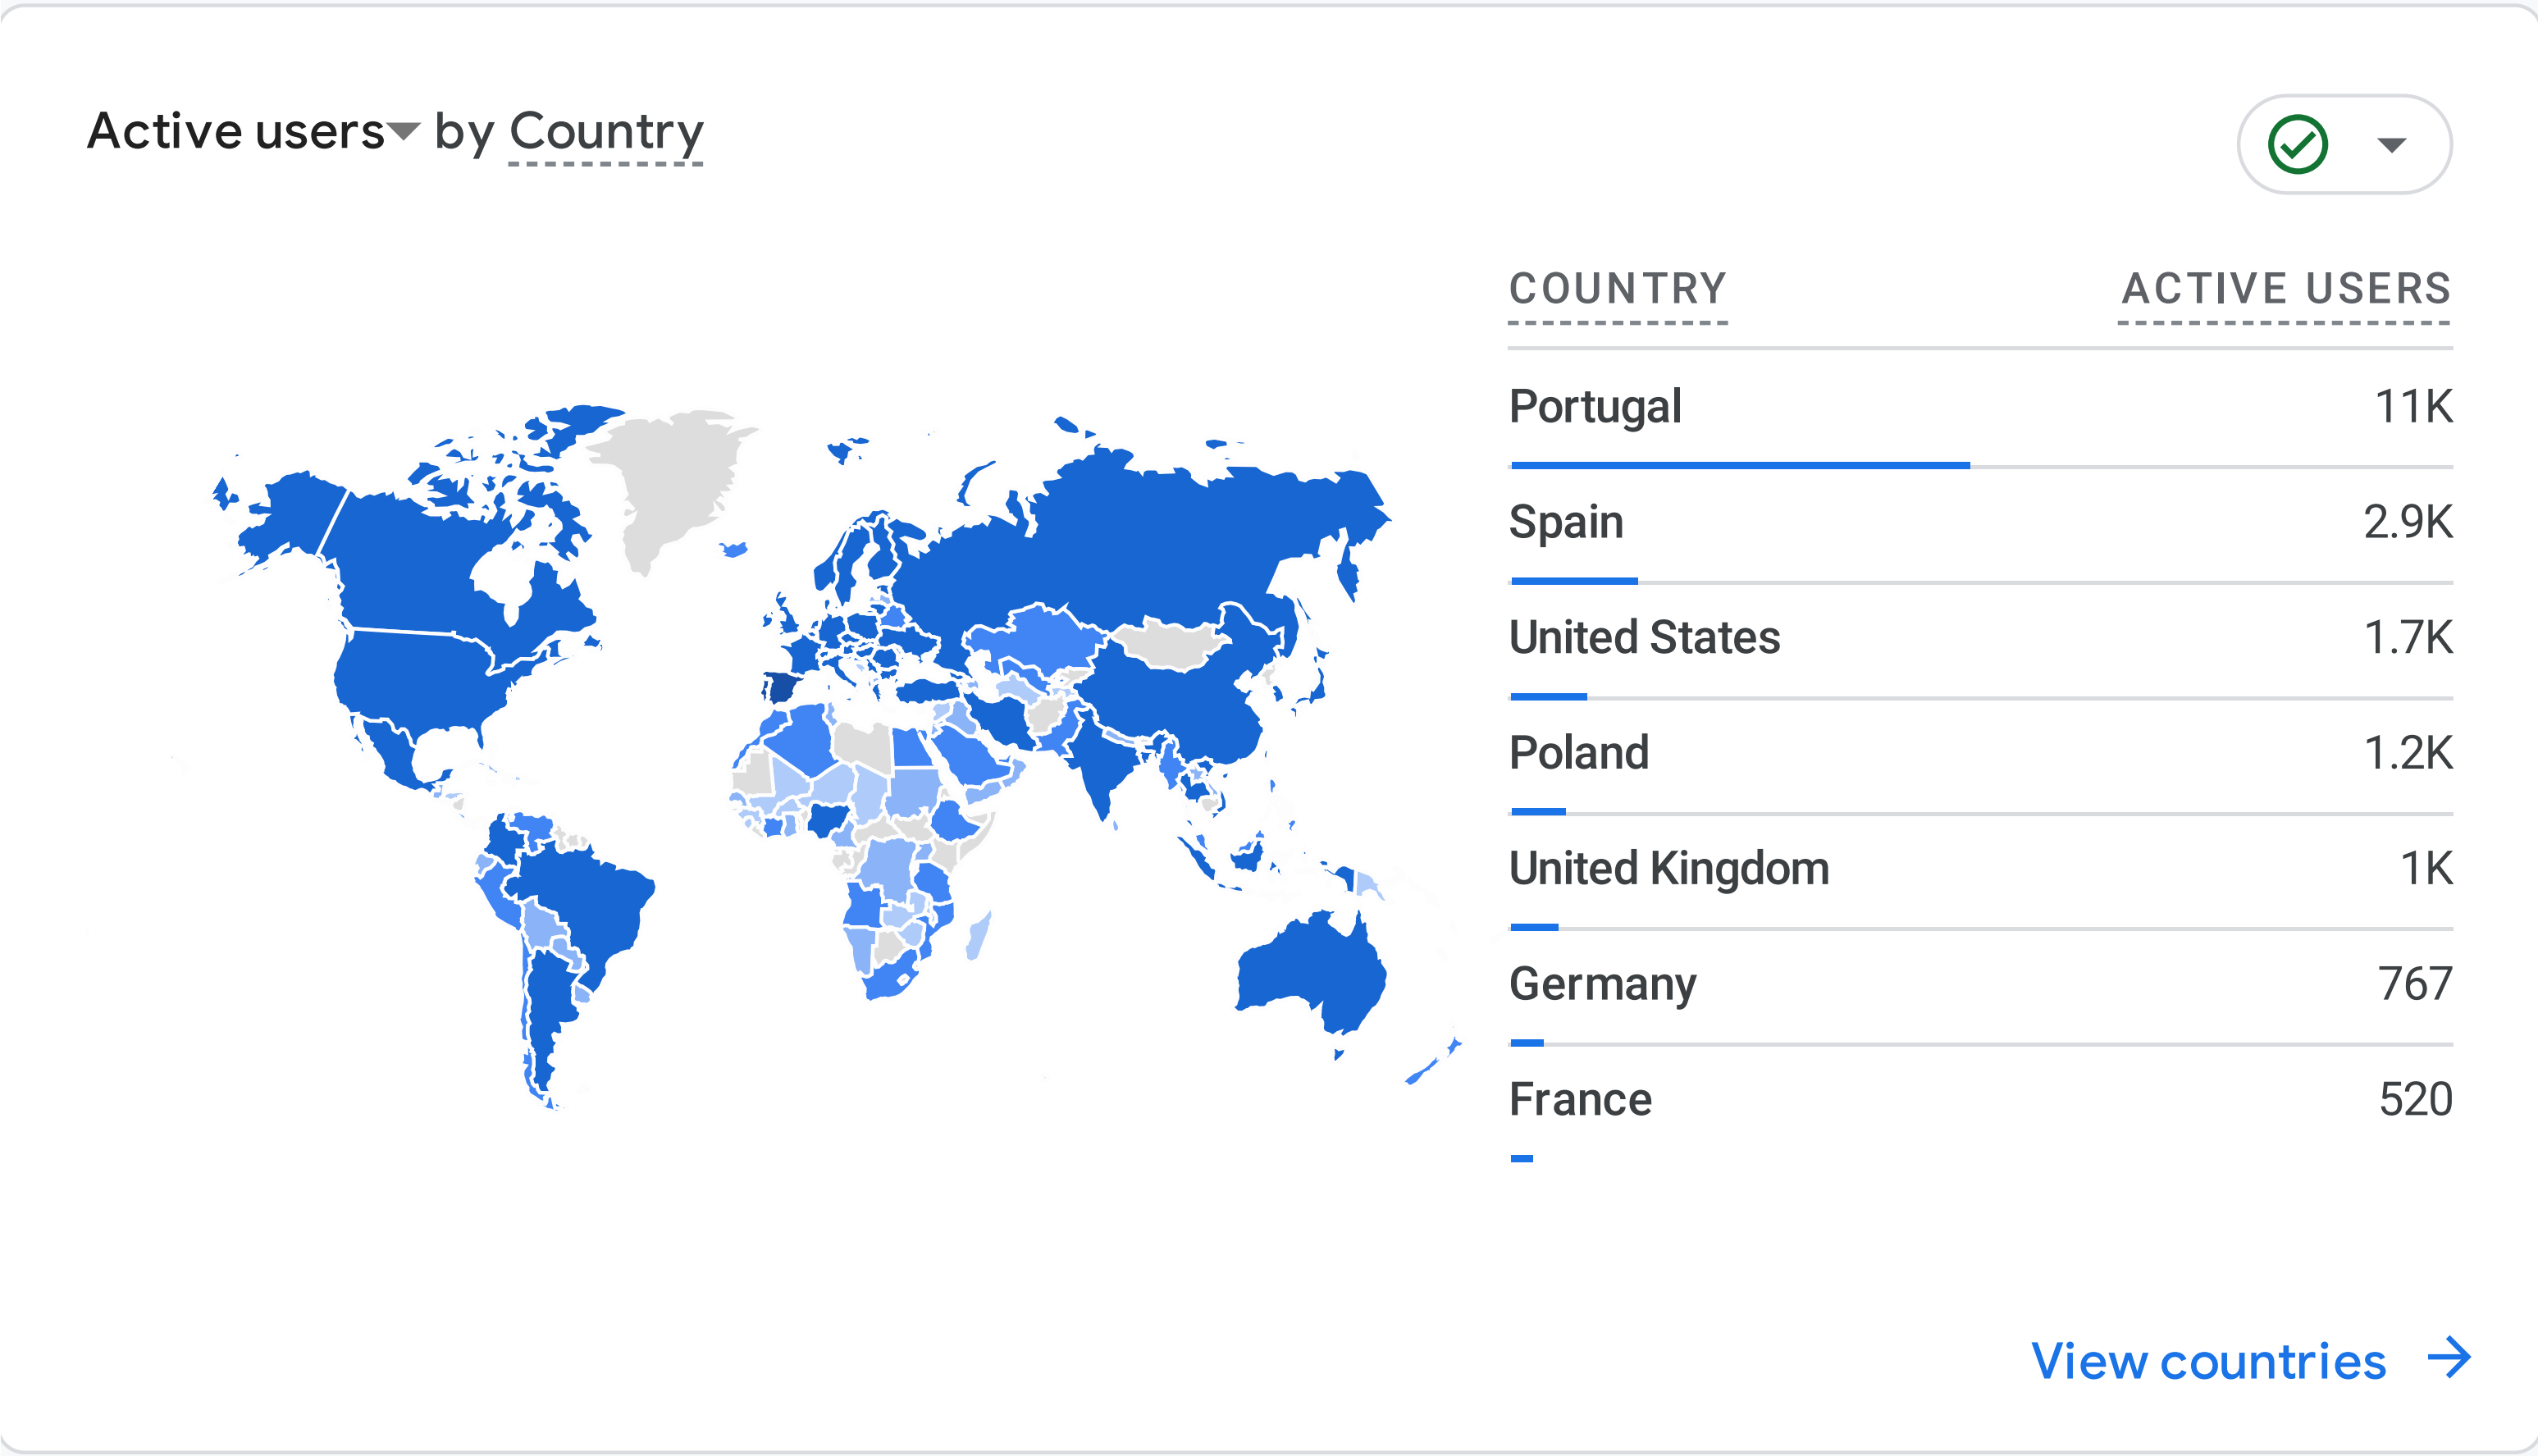 Active users by Country
COUNTRY ACTIVE USERS
Portugal 11K
Spain 2.9K
United States 1.7K
Poland 1.2K
United Kingdom 1K
Germany 767
France 520
View countries